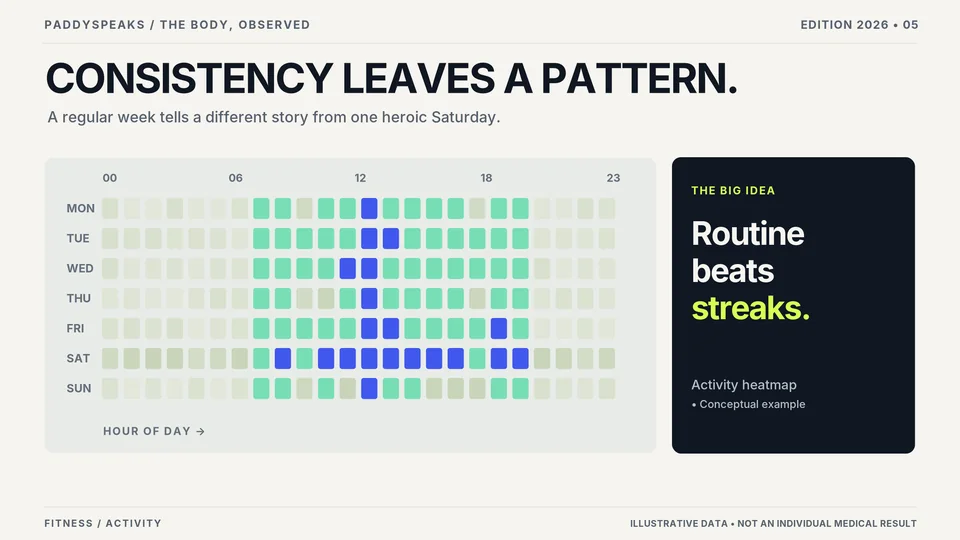 PADDYSPEAKS / THE BODY, OBSERVED
EDITION 2026 • 05
CONSISTENCY LEAVES A PATTERN.
A regular week tells a different story from one heroic Saturday.
00 06 12 18 23
MON
TUE
WED
THU
FRI
SAT
SUN
HOUR OF DAY →
THE BIG IDEA
Routine
beats
streaks.
Activity heatmap
• Conceptual example
FITNESS / ACTIVITY
ILLUSTRATIVE DATA • NOT AN INDIVIDUAL MEDICAL RESULT